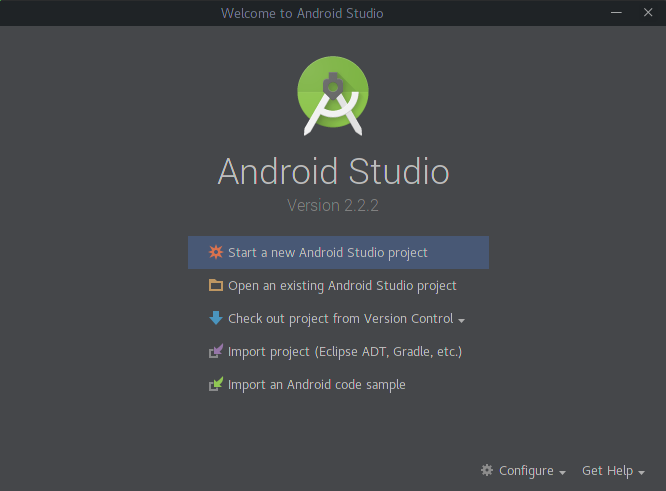 Welcome to Android Studio
Android Studio
Version 2.2.2
Start a new Android Studio project
Open an existing Android Studio project
Check out project from Version Control
Import project (Eclipse ADT, Gradle, etc.)
Import an Android code sample
Configure Get Help